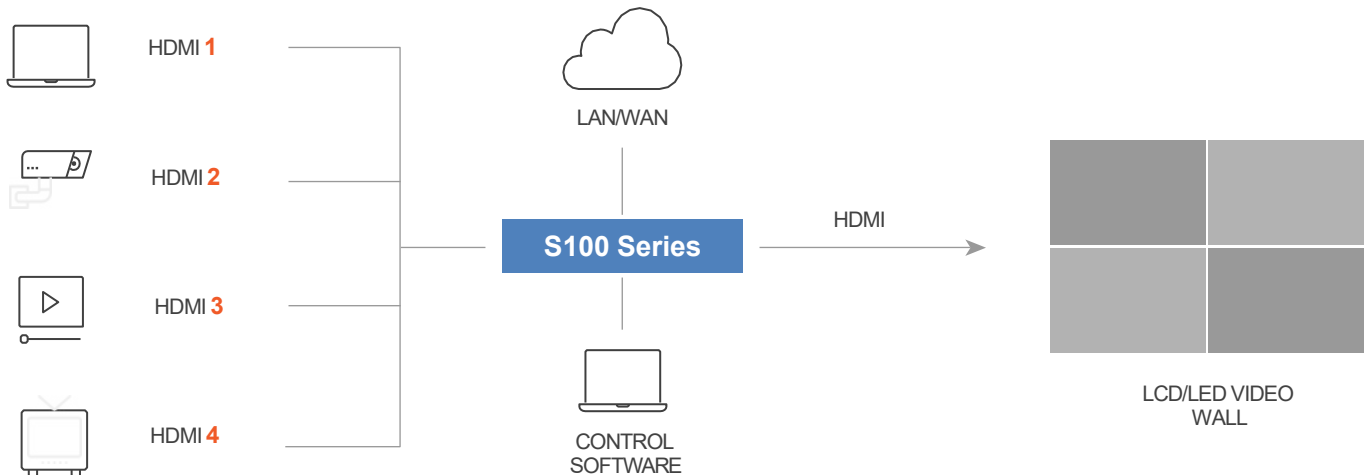 HDMI 1
HDMI 2
HDMI 3
HDMI 4
LAN/WAN
S100 Series
CONTROL
SOFTWARE
HDMI
LCD/LED VIDEO
WALL